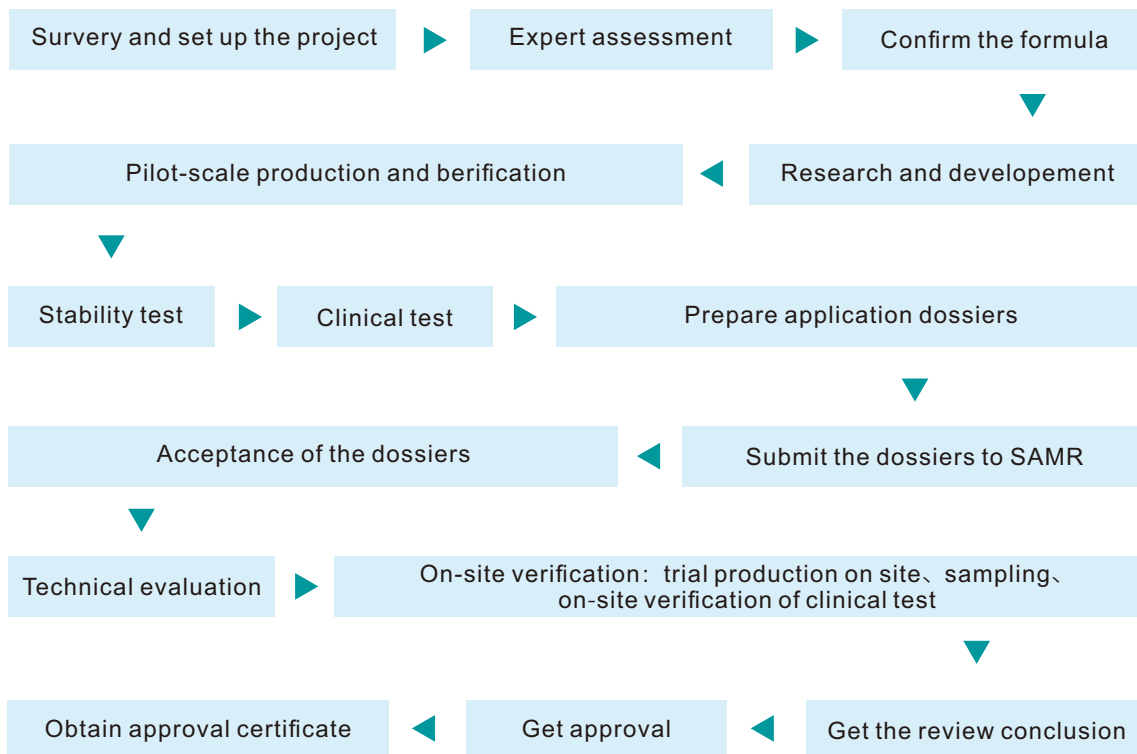 Survery and set up the project
Expert assessment
Confirm the formula
Research and developement
Pilot-scale production and berification
Stability test
Clinical test
Prepare application dossiers
Submit the dossiers to SAMR
Acceptance of the dossiers
Technical evaluation
On-site verification：trial production on site、sampling、
on-site verification of clinical test
Get the review conclusion
Get approval
Obtain approval certificate